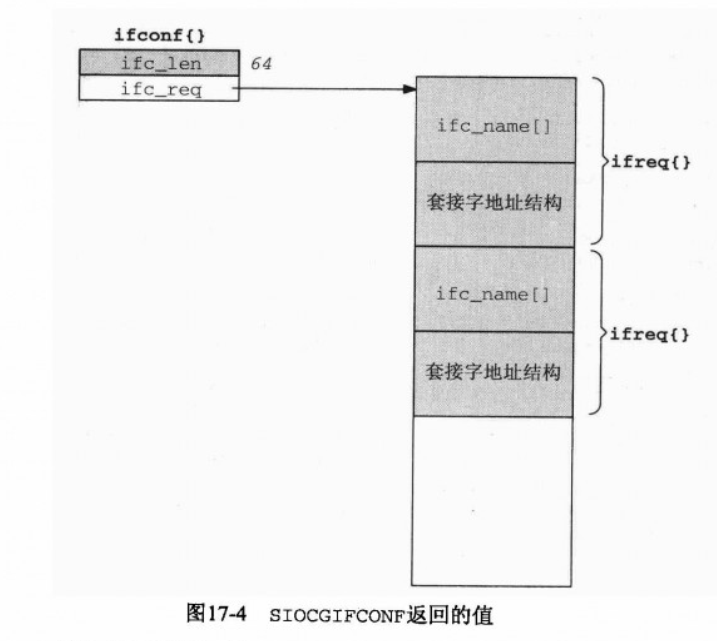 ifconf{}
ifc_len 64
ifc_req
ifc_name[]
ifreq{}
套接字地址结构
ifc_name[]
ifreq{}
套接字地址结构
图17-4 SIOCGIFCONF返回的值